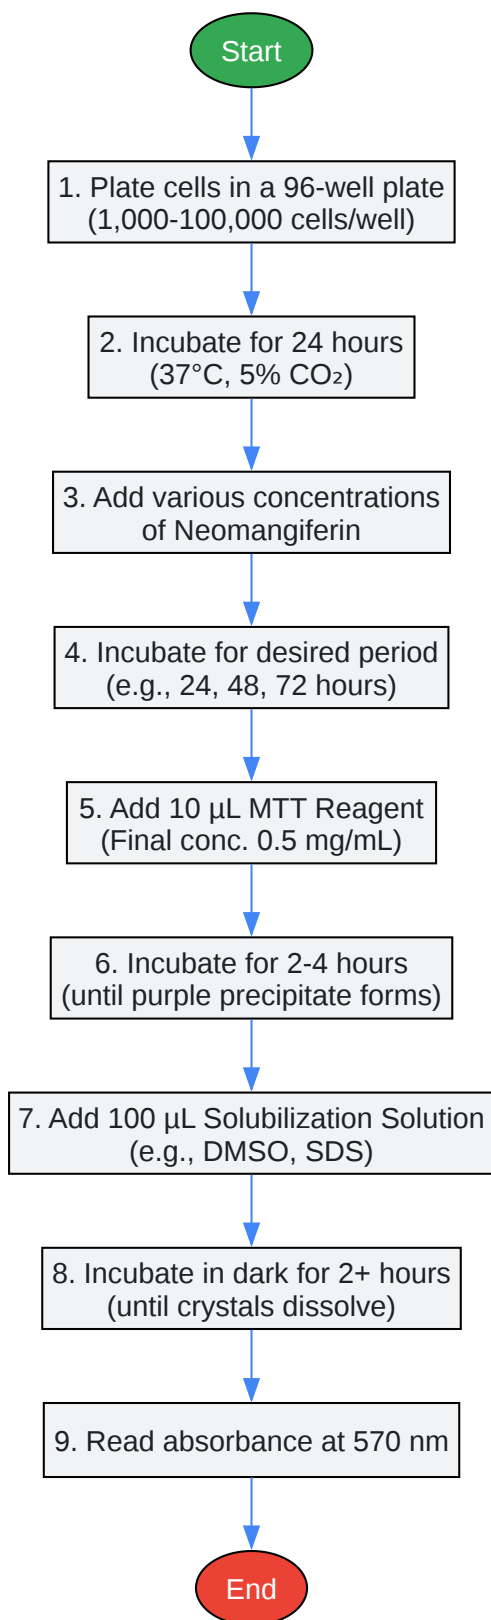 Start
1. Plate cells in a 96-well plate
(1,000-100,000 cells/well)
2. Incubate for 24 hours
(37°C, 5% CO₂)
3. Add various concentrations
of Neomangiferin
4. Incubate for desired period
(e.g., 24, 48, 72 hours)
5. Add 10 µL MTT Reagent
(Final conc. 0.5 mg/mL)
6. Incubate for 2-4 hours
(until purple precipitate forms)
7. Add 100 µL Solubilization Solution
(e.g., DMSO, SDS)
8. Incubate in dark for 2+ hours
(until crystals dissolve)
9. Read absorbance at 570 nm
End